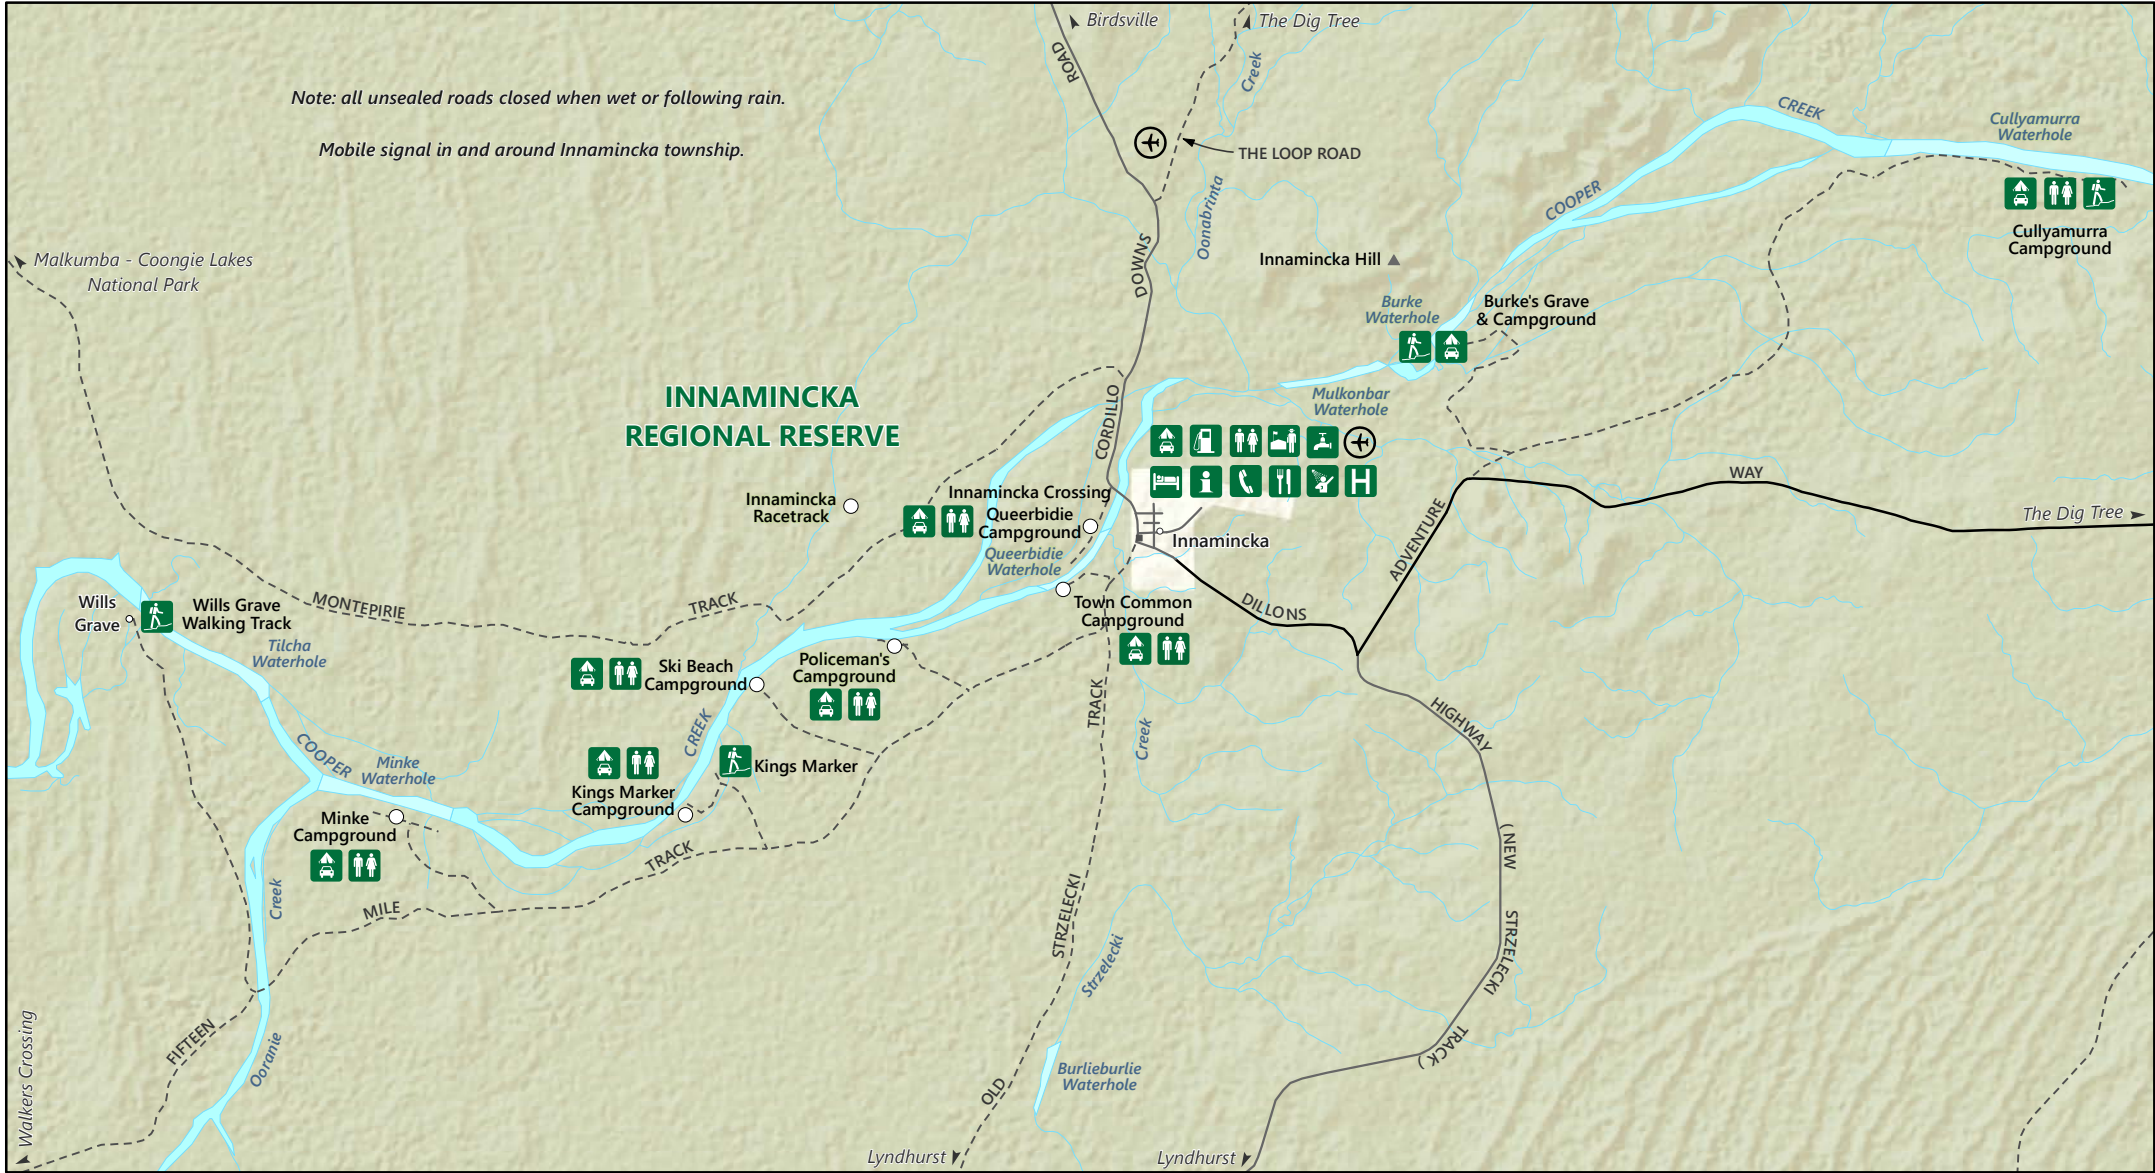 Birdsville
The Dig Tree
ROAD
Creek
Note: all unsealed roads closed when wet or following rain.
Mobile signal in and around Innamincka township.
THE LOOP ROAD
CREEK
Cullyamurra
Waterhole
COOPER
Oonabrinta
Cullyamurra
Campground
Malkumba - Coongie Lakes
National Park
DOWNS
Innamincka Hill
Burke
Waterhole
Burke's Grave
& Campground
INNAMINCKA
REGIONAL RESERVE
CORDILLO
Mulkonbar
Waterhole
Innamincka
Racetrack
Innamincka Crossing
Queerbidie
Campground
Queerbidie
Waterhole
H
Innamincka
WAY
ADVENTURE
The Dig Tree
Wills
Grave
Wills Grave
Walking Track
MONTEPIRIE
TRACK
Tilcha
Waterhole
DILLONS
Town Common
Campground
Ski Beach
Campground
Policeman's
Campground
TRACK
Creek
HIGHWAY
CREEK
COOPER
Minke
Waterhole
Kings Marker
Kings Marker
Campground
Minke
Campground
TRACK
(NEW
STRZELECKI
TRACK)
Creek
MILE
STRZELECKI
Strzelecki
FIFTEEN
Ooranie
Walkers Crossing
Burlieburlie
Waterhole
OLD
Lyndhurst
Lyndhurst